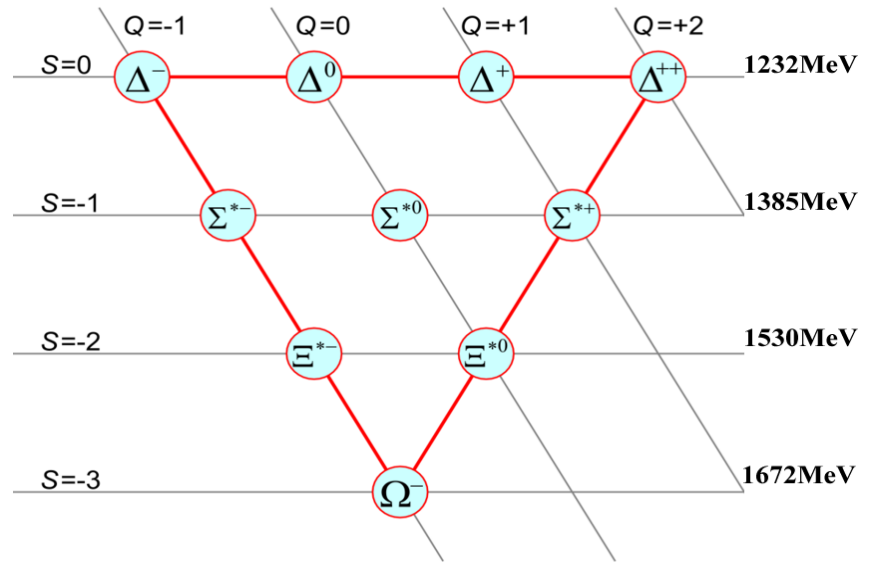 Q=-1 Q=0 Q=+1 Q=+2
S=0 Δ⁻ Δ⁰ Δ⁺ Δ⁺⁺ 1232MeV
S=-1 Σ*⁻ Σ*⁰ Σ*⁺ 1385MeV
S=-2 Ξ*⁻ Ξ*⁰ 1530MeV
S=-3 Ω⁻ 1672MeV